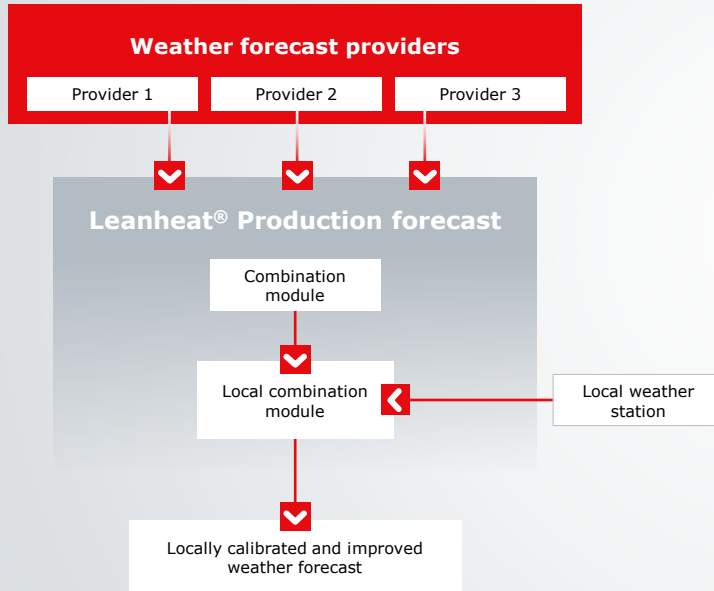 Weather forecast providers
Provider 1
Provider 2
Provider 3
Leanheat® Production forecast
Combination
module
Local combination
module
Local weather
station
Locally calibrated and improved
weather forecast